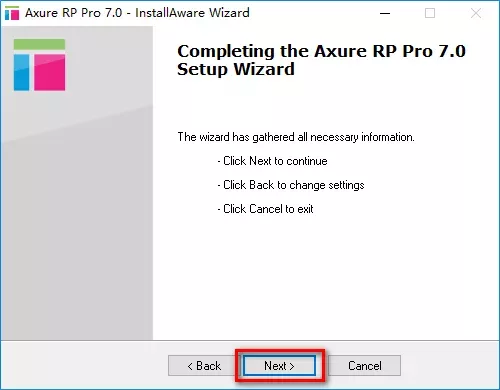 Axure RP Pro 7.0 - InstallAware Wizard
Completing the Axure RP Pro 7.0
Setup Wizard
The wizard has gathered all necessary information.
- Click Next to continue
- Click Back to change settings
- Click Cancel to exit
< Back
Next >
Cancel